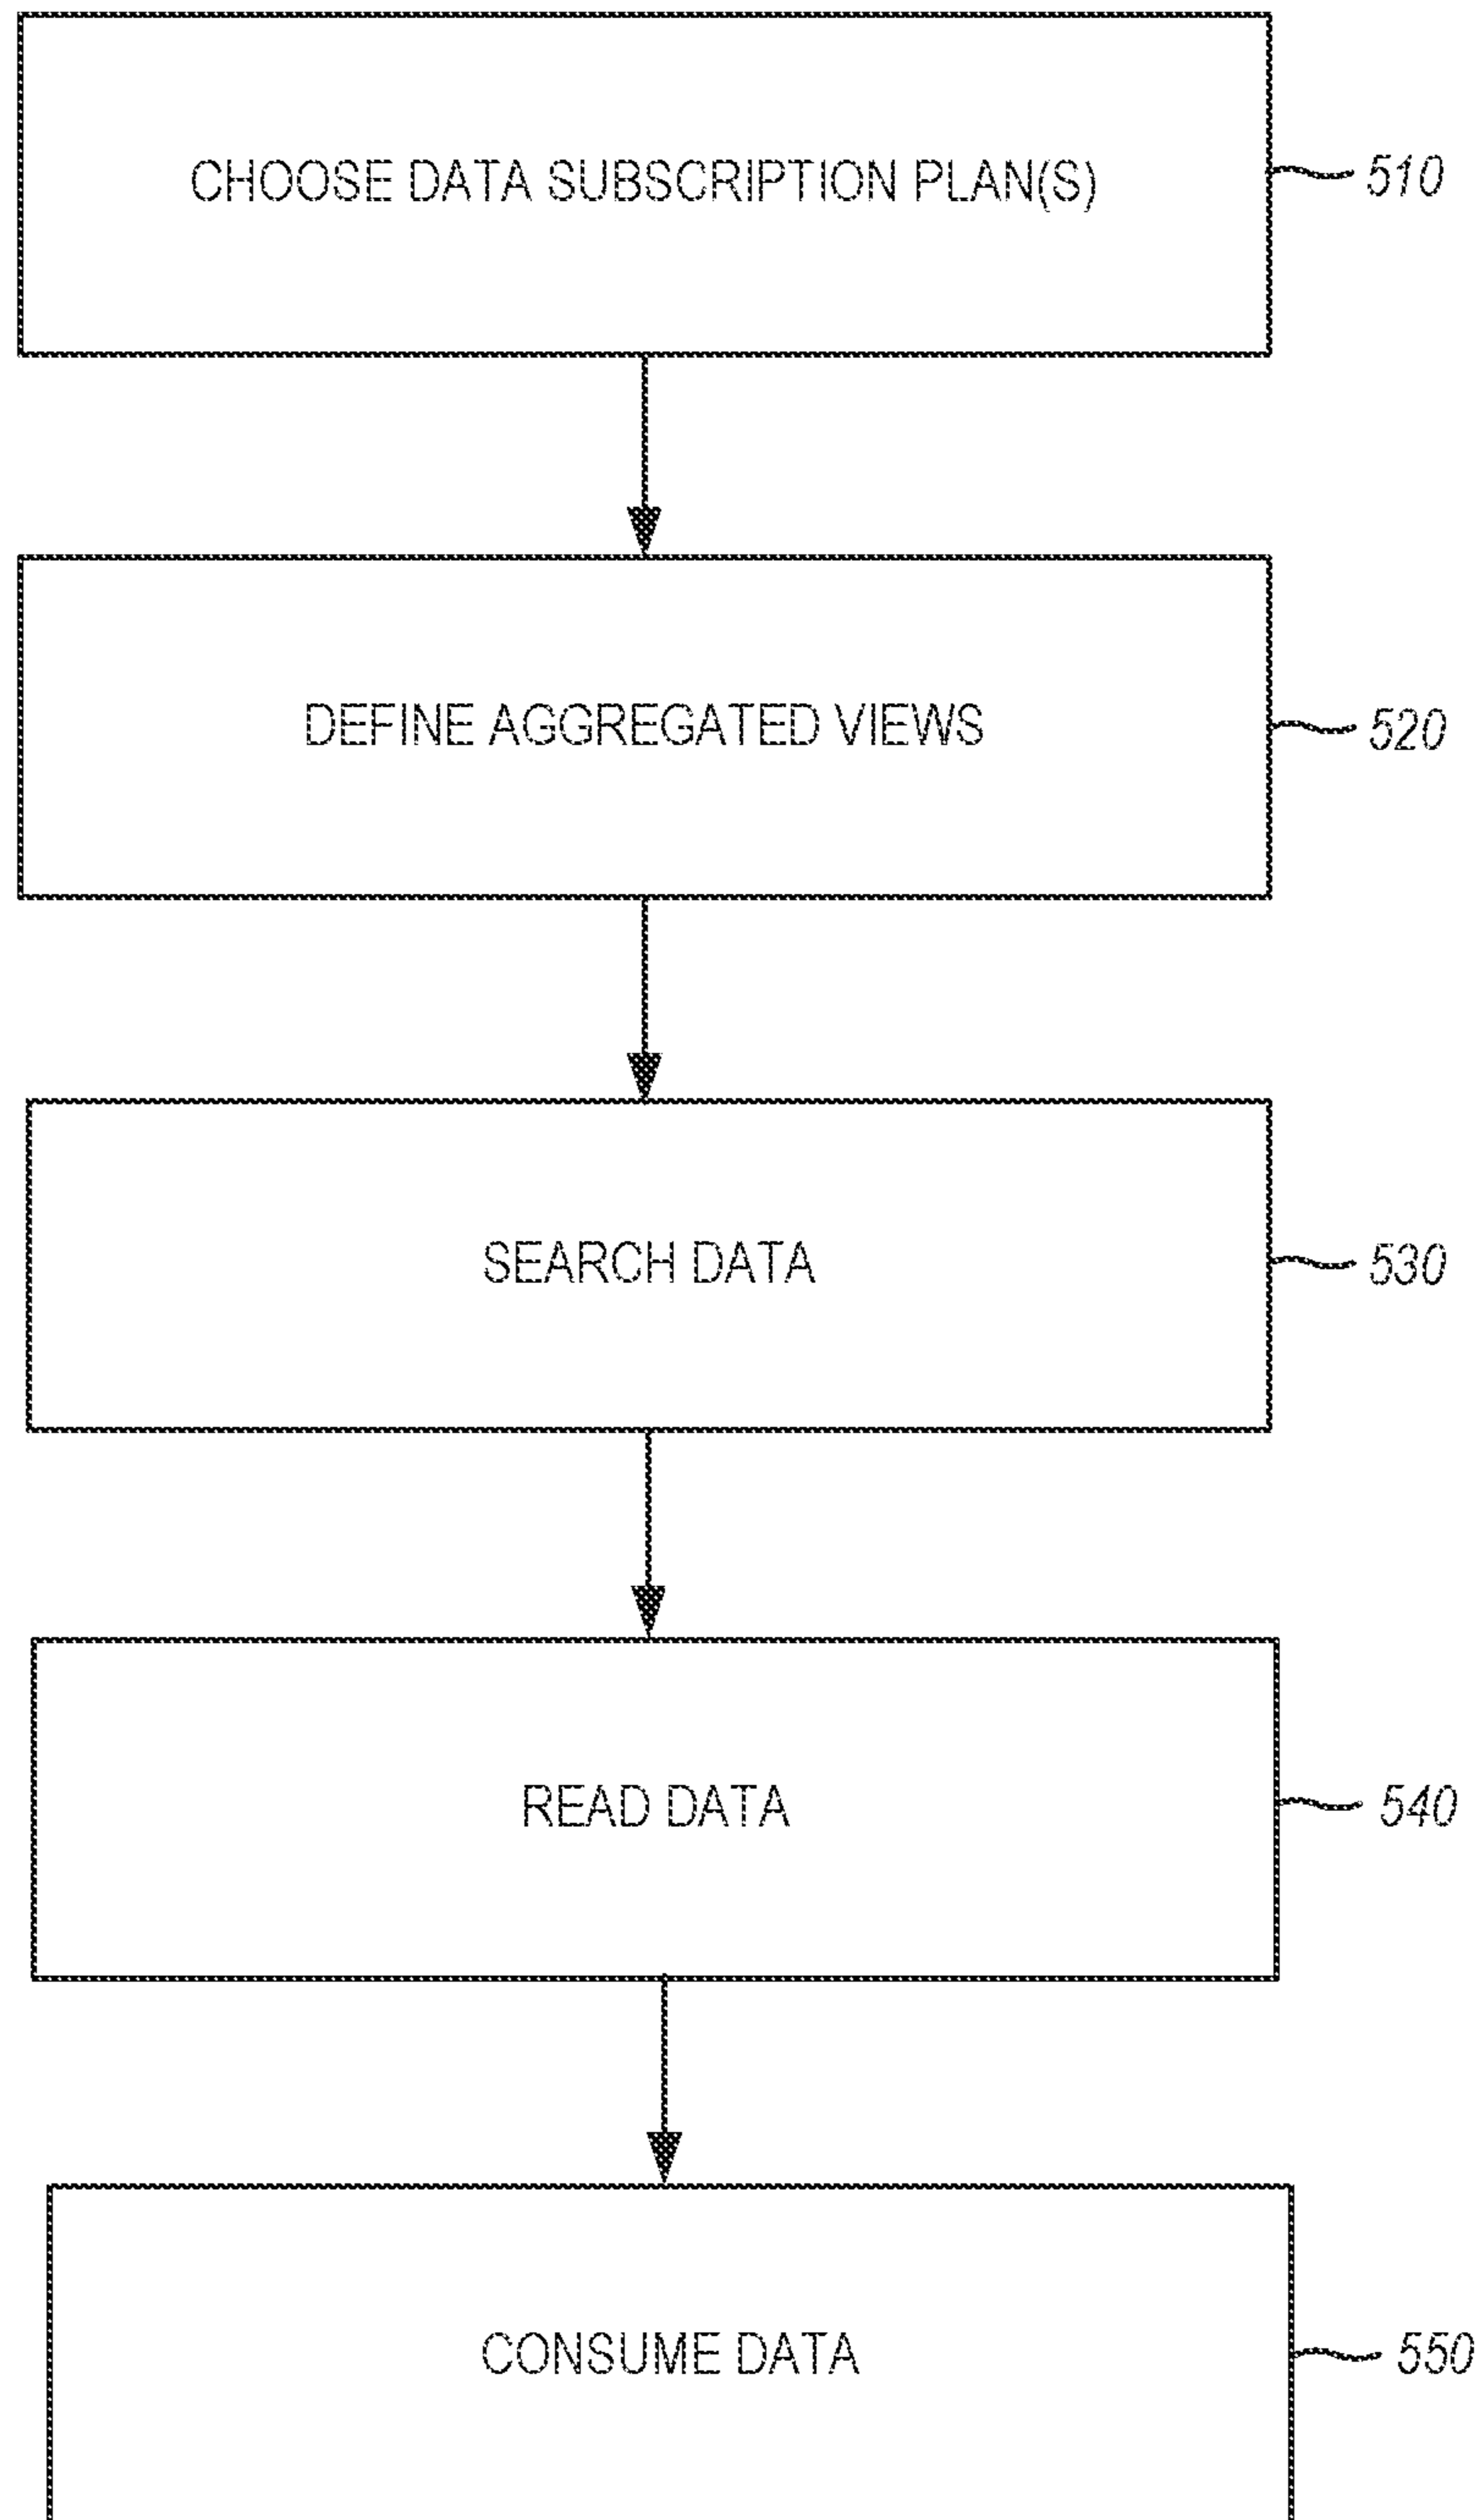 CHOOSE DATA SUBSCRIPTION PLAN(S)
510
DEFINE AGGREGATED VIEWS
520
SEARCH DATA
530
READ DATA
540
CONSUME DATA
550